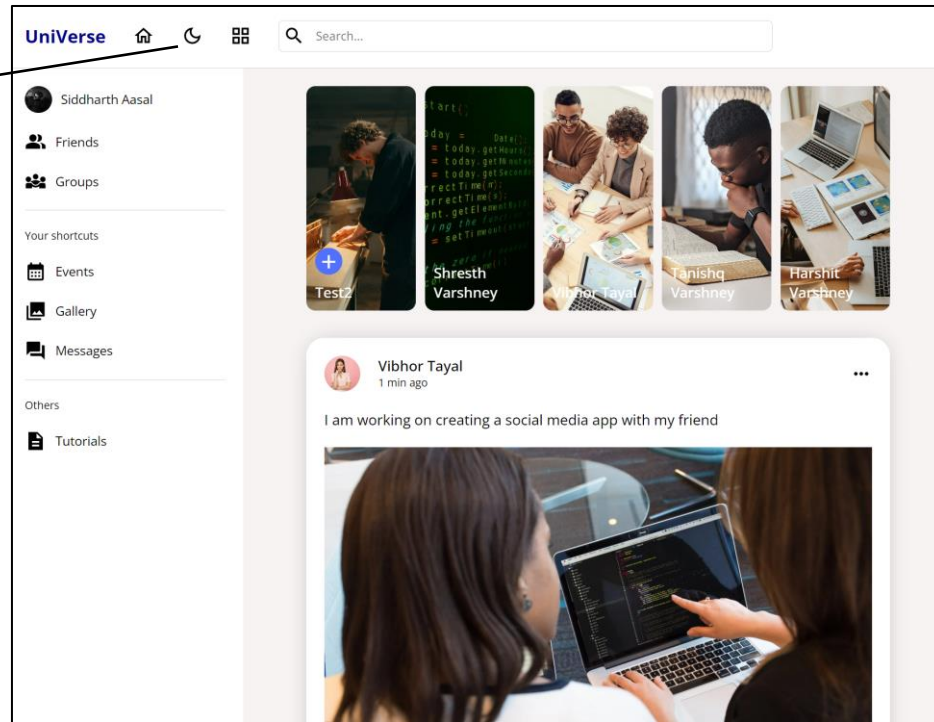 UniVerse
Search...
Siddharth Aasal
Friends
Groups
Your shortcuts
Events
Gallery
Messages
Others
Tutorials
Test2
Shresth
Varshney
Vibhor Tayal
Tanishq
Varshney
Harshit
Varshney
Vibhor Tayal
1 min ago
I am working on creating a social media app with my friend